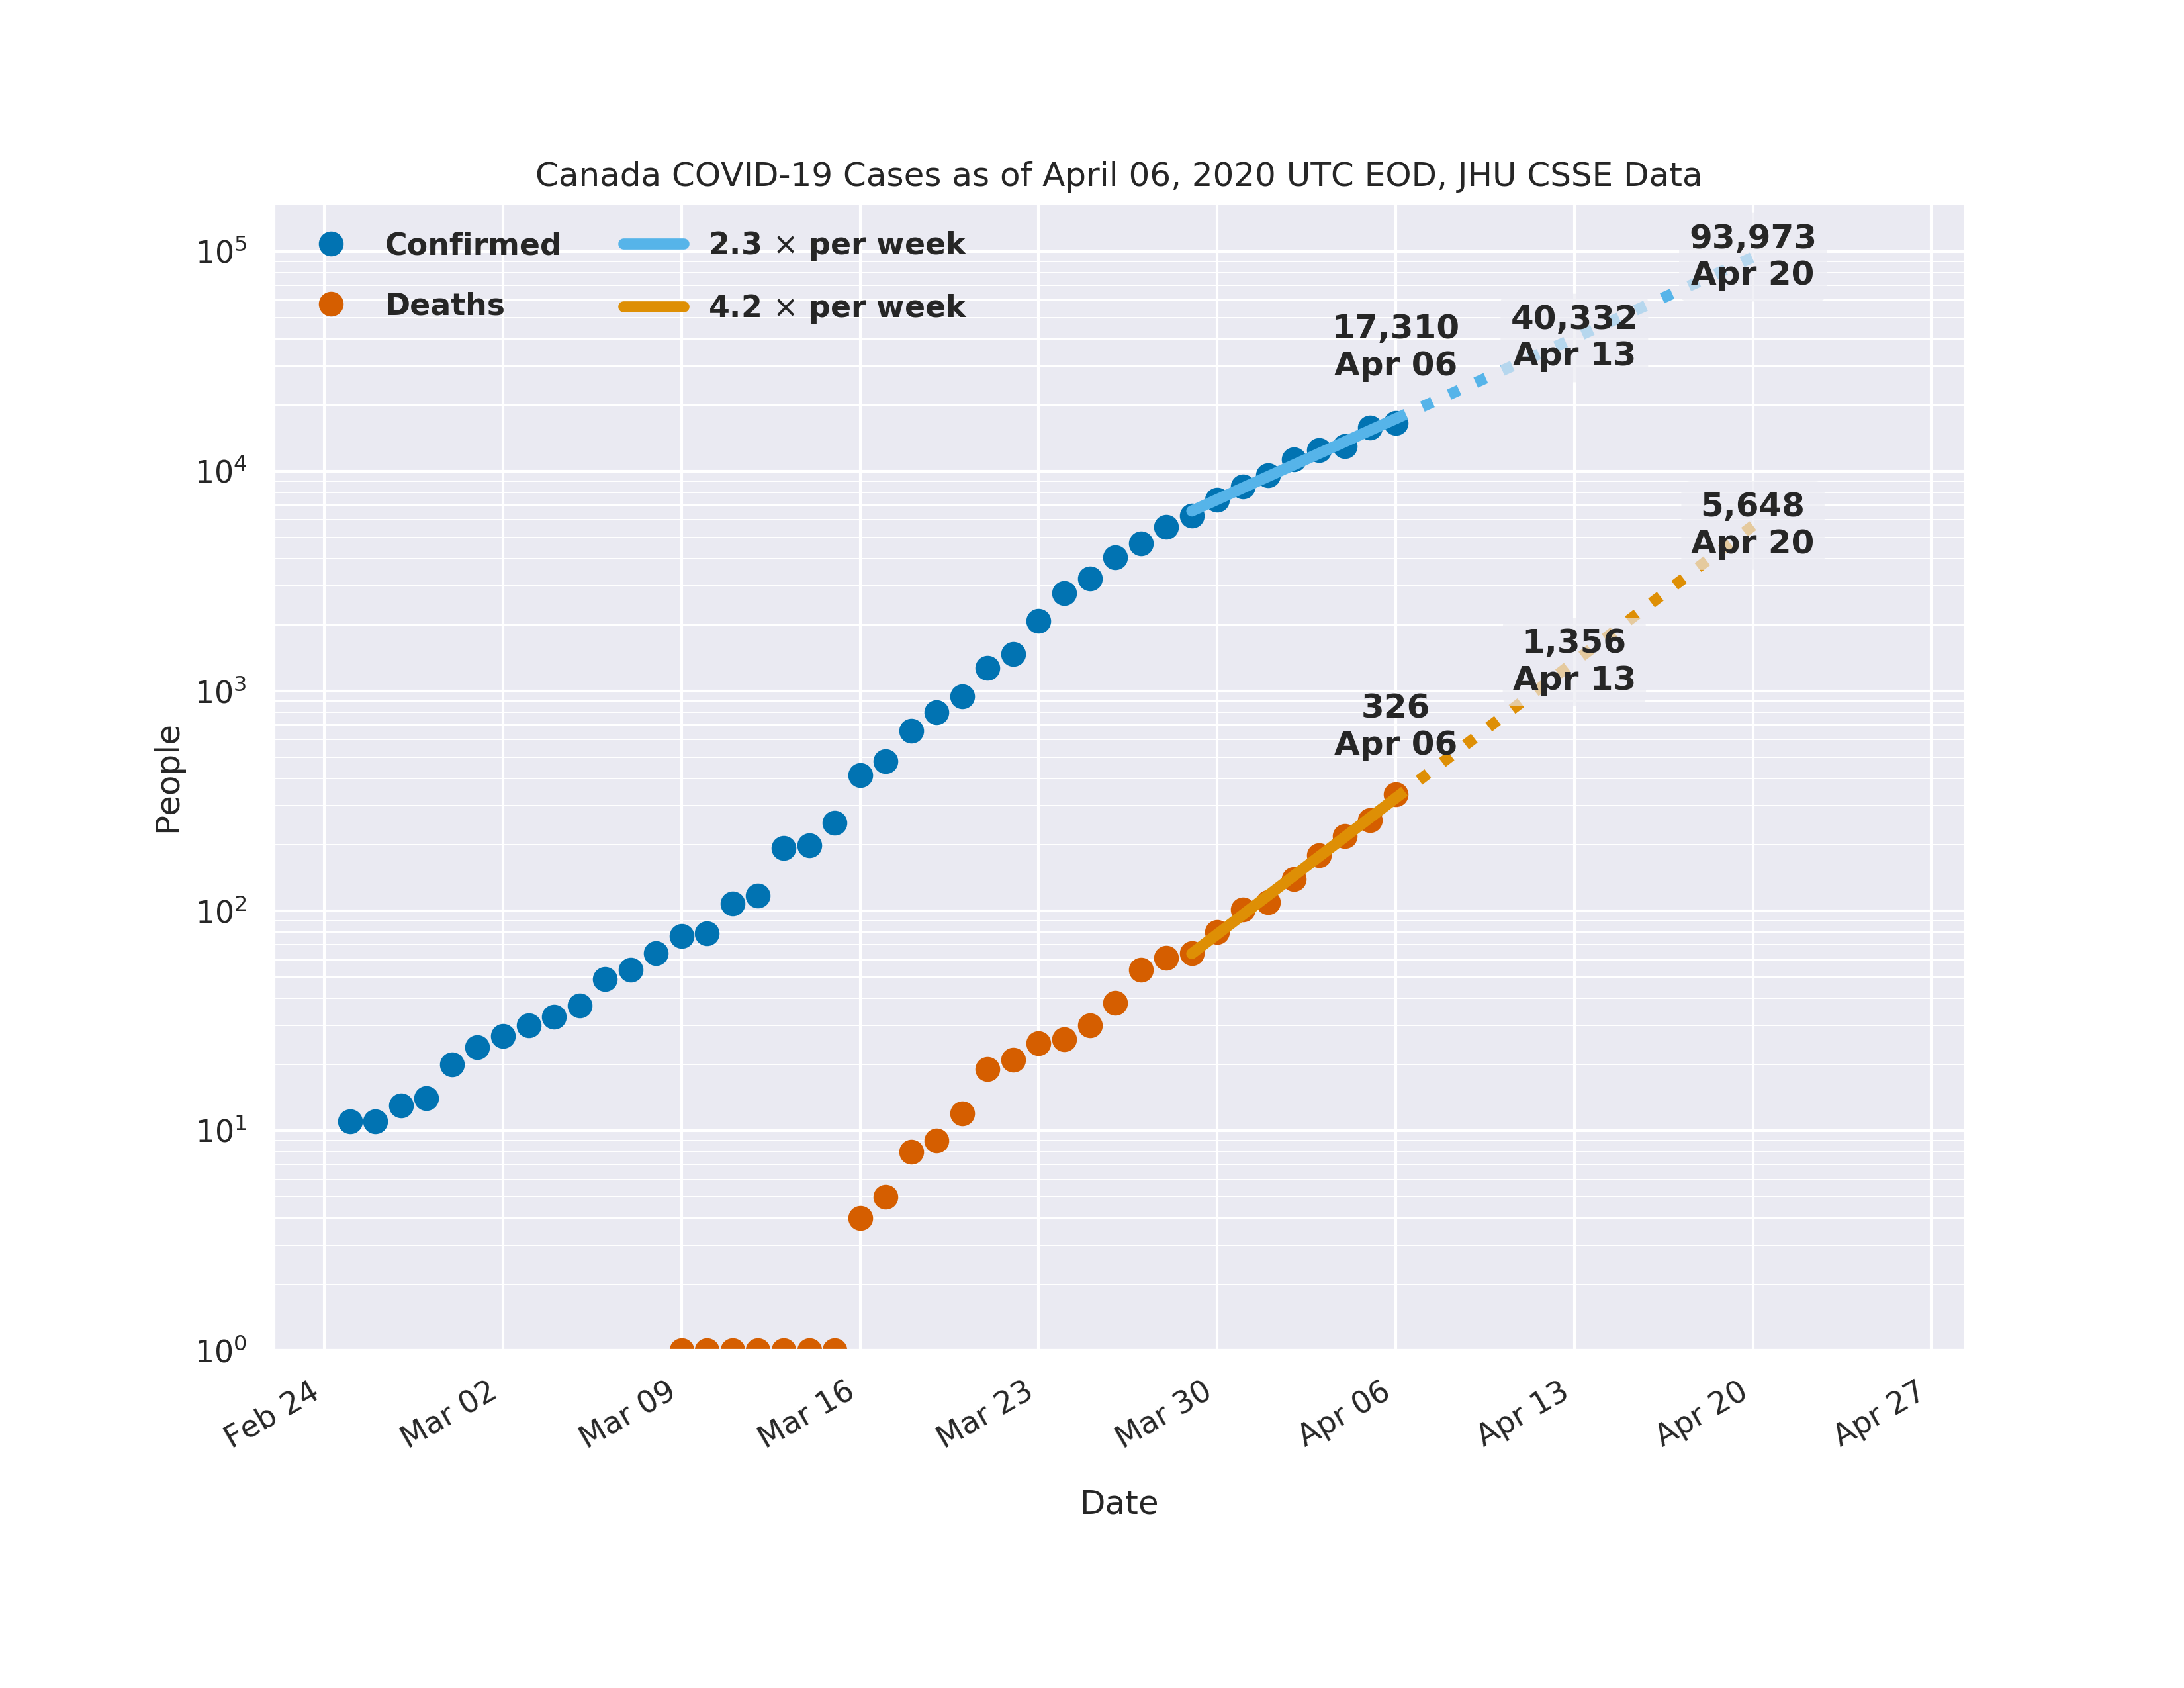 Canada COVID-19 Cases as of April 06, 2020 UTC EOD, JHU CSSE Data
Confirmed
Deaths
2.3 × per week
4.2 × per week
93,973
Apr 20
40,332
Apr 13
17,310
Apr 06
5,648
Apr 20
1,356
Apr 13
326
Apr 06
10⁵
10⁴
10³
10²
10¹
10⁰
People
Feb 24
Mar 02
Mar 09
Mar 16
Mar 23
Mar 30
Apr 06
Apr 13
Apr 20
Apr 27
Date